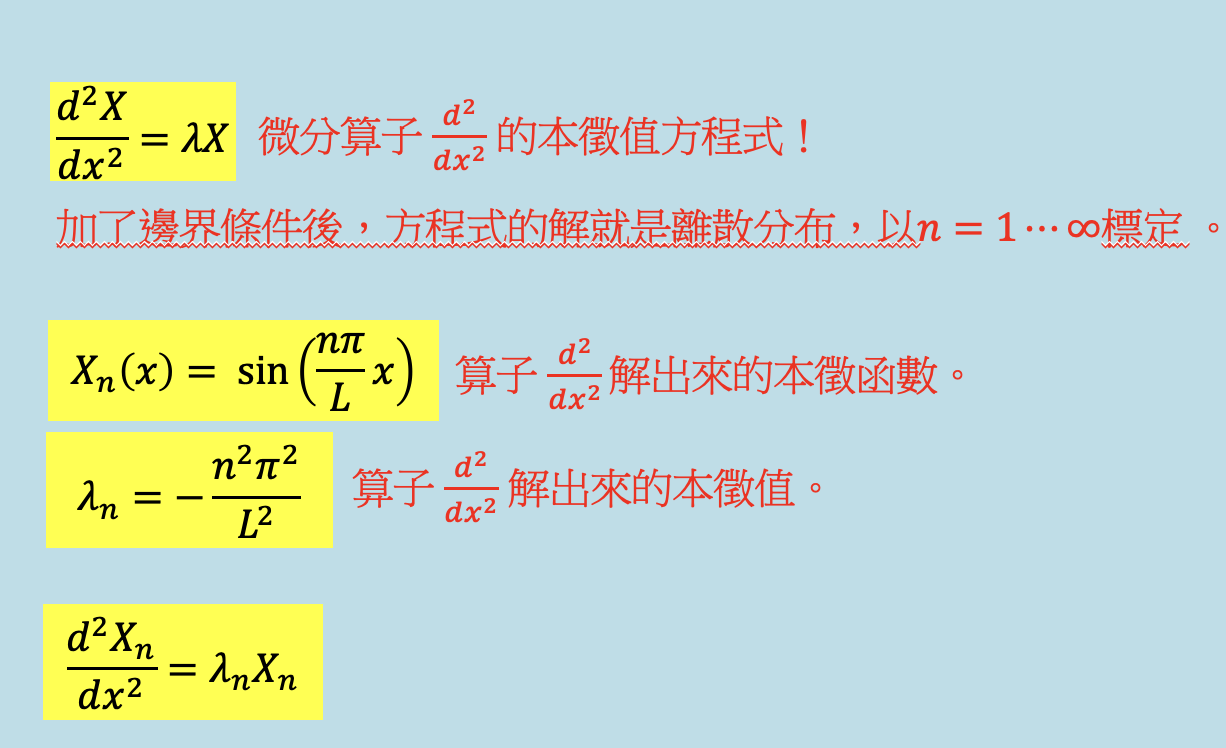 d²X/dx² = λX 微分算子 d²/dx² 的本徵值方程式！
加了邊界條件後，方程式的解就是離散分布，以n = 1 ⋯ ∞標定 。
Xₙ(x) = sin (nπ/L x) 算子 d²/dx² 解出來的本徵函數。
λₙ = − n²π²/L² 算子 d²/dx² 解出來的本徵值。
d²Xₙ/dx² = λₙXₙ